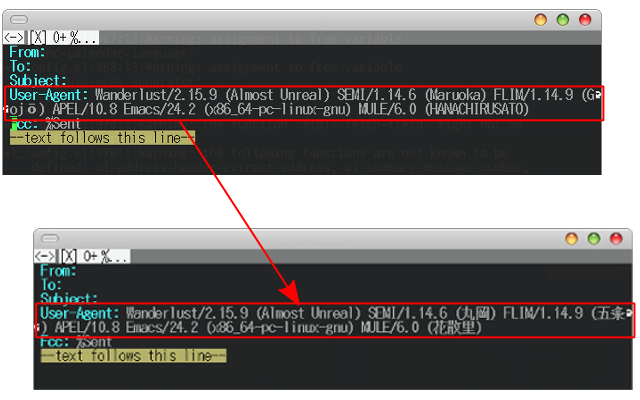 <->|[X] 0+ %...
From:
To:
Subject:
User-Agent: Wanderlust/2.15.9 (Almost Unreal) SEMI/1.14.6 (Maruoka) FLIM/1.14.9 (G
ojō) APEL/10.8 Emacs/24.2 (x86_64-pc-linux-gnu) MULE/6.0 (HANACHIRUSATO)
Fcc: %Sent
--text follows this line--
<->|[X] 0+ %...
From:
To:
Subject:
User-Agent: Wanderlust/2.15.9 (Almost Unreal) SEMI/1.14.6 (丸岡) FLIM/1.14.9 (五条
) APEL/10.8 Emacs/24.2 (x86_64-pc-linux-gnu) MULE/6.0 (花散里)
Fcc: %Sent
--text follows this line--